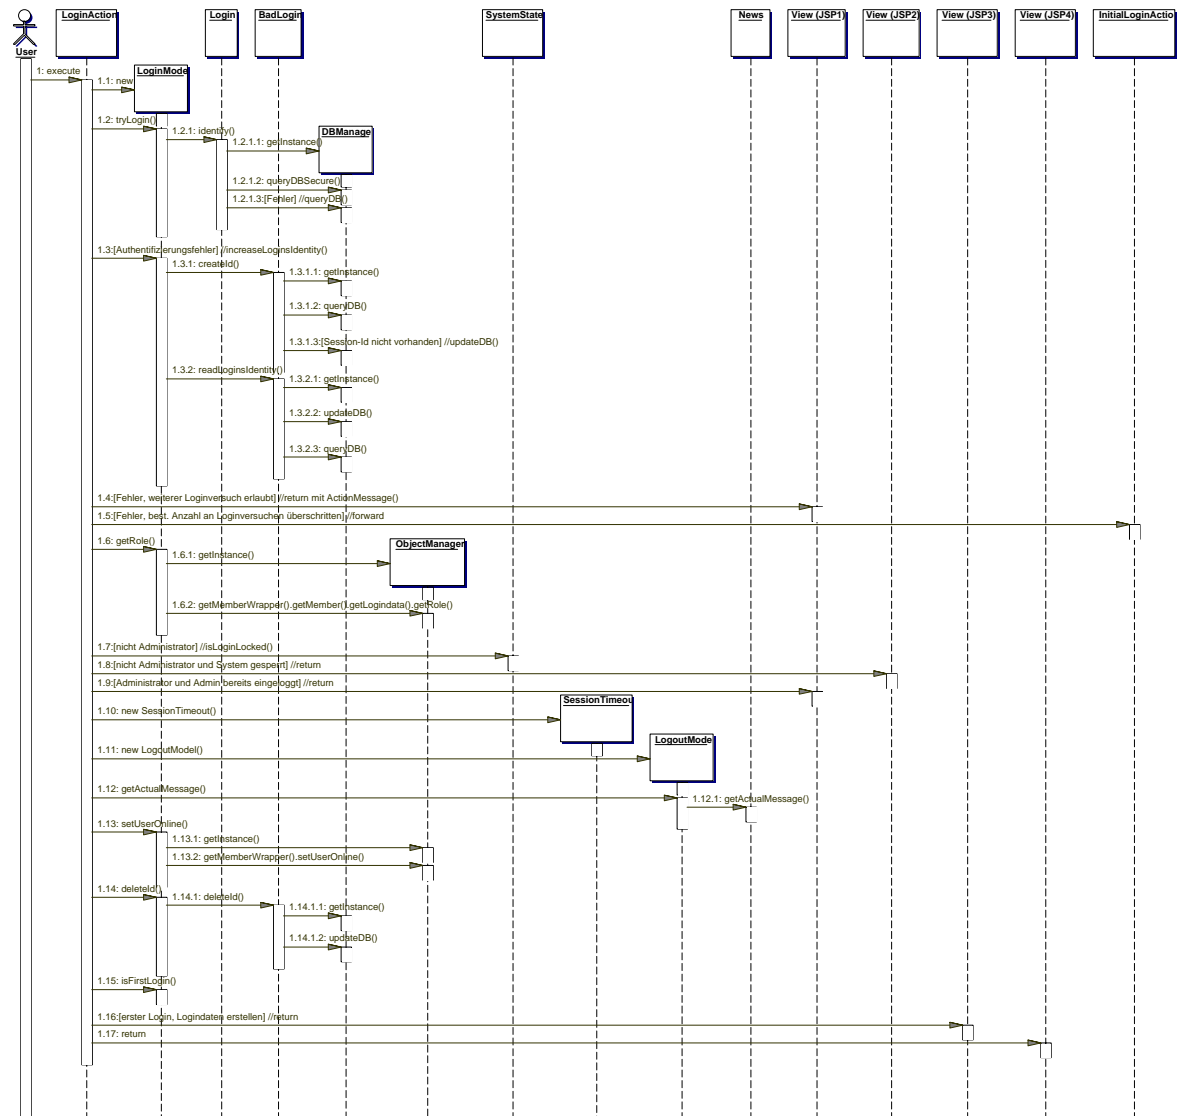 LoginAction
Login
BadLogin
SystemState
News
View (JSP1)
View (JSP2)
View (JSP3)
View (JSP4)
InitialLoginActio
User
1: execute
1.1: new
LoginMode
1.2: tryLogin()
1.2.1: identify()
DBManage
1.2.1.1: getInstance()
1.2.1.2: queryDBSecure()
1.2.1.3:[Fehler] //queryDB()
1.3:[Authentifizierungsfehler] //increaseLoginsIdentity()
1.3.1: createId()
1.3.1.1: getInstance()
1.3.1.2: queryDB()
1.3.1.3:[Session-Id nicht vorhanden] //updateDB()
1.3.2: readLoginsIdentity()
1.3.2.1: getInstance()
1.3.2.2: updateDB()
1.3.2.3: queryDB()
1.4:[Fehler, weiterer Loginversuch erlaubt] //return mit ActionMessage()
1.5:[Fehler, best. Anzahl an Loginversuchen überschritten] //forward
1.6: getRole()
ObjectManager
1.6.1: getInstance()
1.6.2: getMemberWrapper().getMember().getLogindata().getRole()
1.7:[nicht Administrator] //isLoginLocked()
1.8:[nicht Administrator und System gesperrt] //return
1.9:[Administrator und Admin bereits eingeloggt] //return
SessionTimeou
1.10: new SessionTimeout()
LogoutMode
1.11: new LogoutModel()
1.12: getActualMessage()
1.12.1: getActualMessage()
1.13: setUserOnline()
1.13.1: getInstance()
1.13.2: getMemberWrapper().setUserOnline()
1.14: deleteId()
1.14.1: deleteId()
1.14.1.1: getInstance()
1.14.1.2: updateDB()
1.15: isFirstLogin()
1.16:[erster Login, Logindaten erstellen] //return
1.17: return